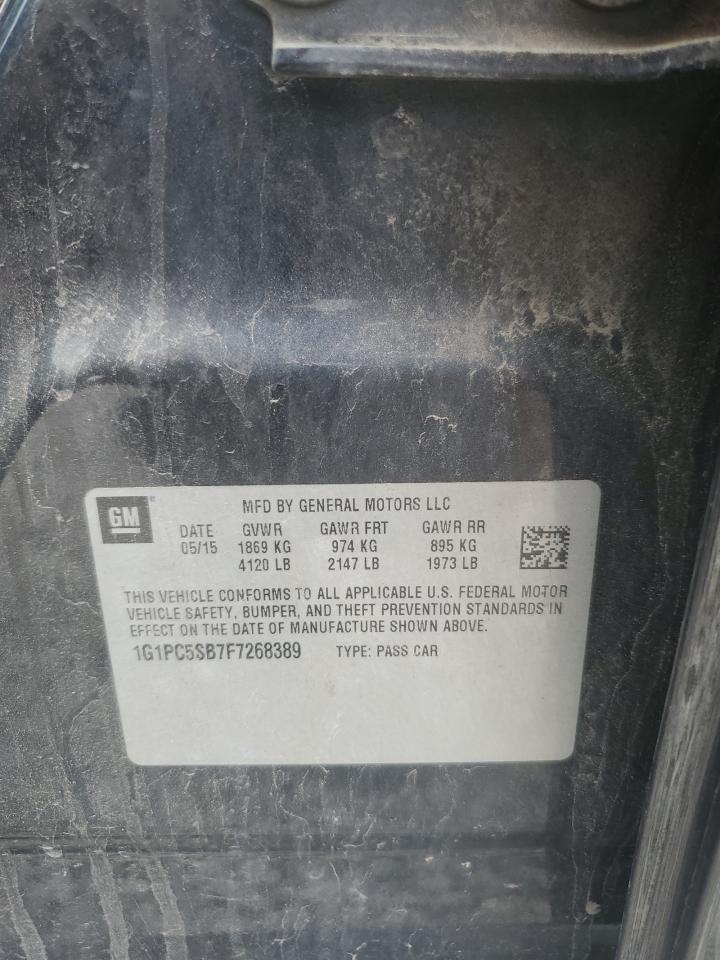 GM
MFD BY GENERAL MOTORS LLC
DATE GVWR GAWR FRT GAWR RR
05/15 1869 KG 974 KG 895 KG
4120 LB 2147 LB 1973 LB
THIS VEHICLE CONFORMS TO ALL APPLICABLE U.S. FEDERAL MOTOR
VEHICLE SAFETY, BUMPER, AND THEFT PREVENTION STANDARDS IN
EFFECT ON THE DATE OF MANUFACTURE SHOWN ABOVE.
1G1PC5SB7F7268389 TYPE: PASS CAR